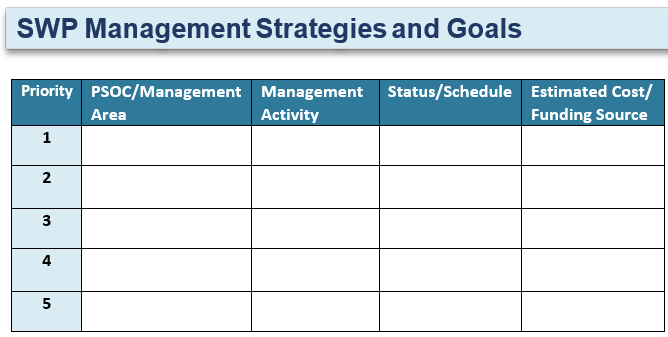 SWP Management Strategies and Goals
Priority PSOC/Management Area Management Activity Status/Schedule Estimated Cost/ Funding Source
1
2
3
4
5